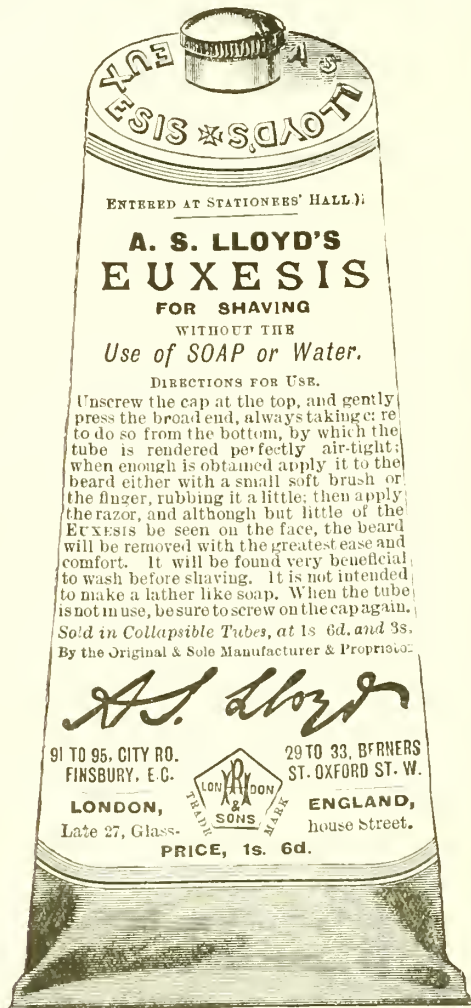 A S LLOYD'S
EUXESIS
ENTERED AT STATIONERS' HALL
A. S. LLOYD'S
EUXESIS
FOR SHAVING
WITHOUT THE
Use of SOAP or Water.
DIRECTIONS FOR USE.
Unscrew the cap at the top, and gently
press the broad end, always taking c re
to do so from the bottom, by which the
tube is rendered perfectly air-tight;
when enough is obtained apply it to the
beard either with a small soft brush or
the finger, rubbing it a little; then apply
the razor, and although but little of the
EUXESIS be seen on the face, the beard
will be removed with the greatest ease and
comfort. It will be found very beneficial
to wash before shaving. It is not intended
to make a lather like soap. When the tube
is not in use, be sure to screw on the cap again.
Sold in Collapsible Tubes, at 1s 6d. and 3s.
By the Original & Sole Manufacturer & Proprietor
A.S. Lloyd
91 TO 95, CITY RD.
FINSBURY, E.C.
LONDON,
Late 27, Glass-
LONDON
& SONS
TRADE MARK
29 TO 33, BERNERS
ST. OXFORD ST. W.
ENGLAND,
house Street.
PRICE, 1s. 6d.